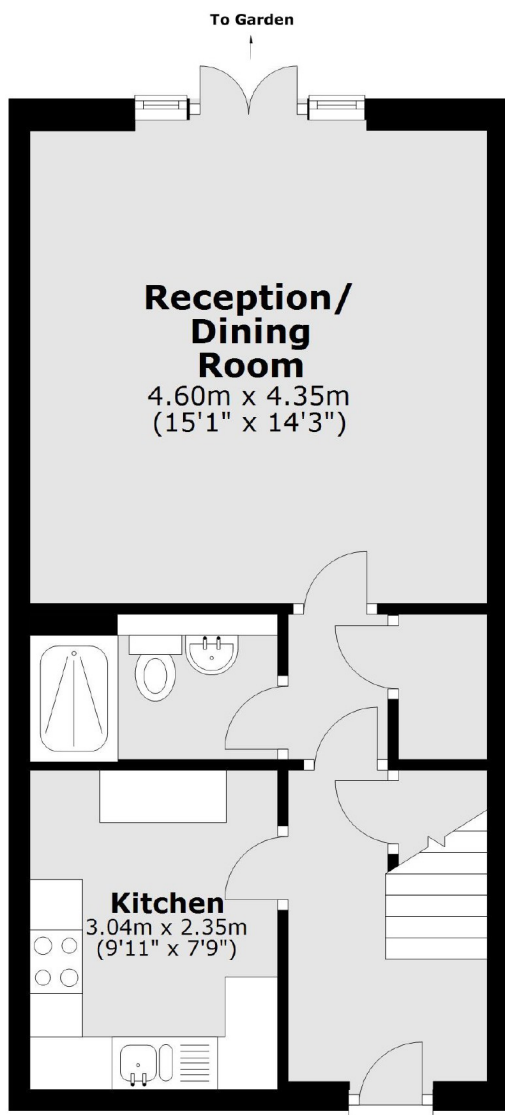 To Garden
Reception/
Dining
Room
4.60m x 4.35m
(15'1" x 14'3")
Kitchen
3.04m x 2.35m
(9'11" x 7'9")